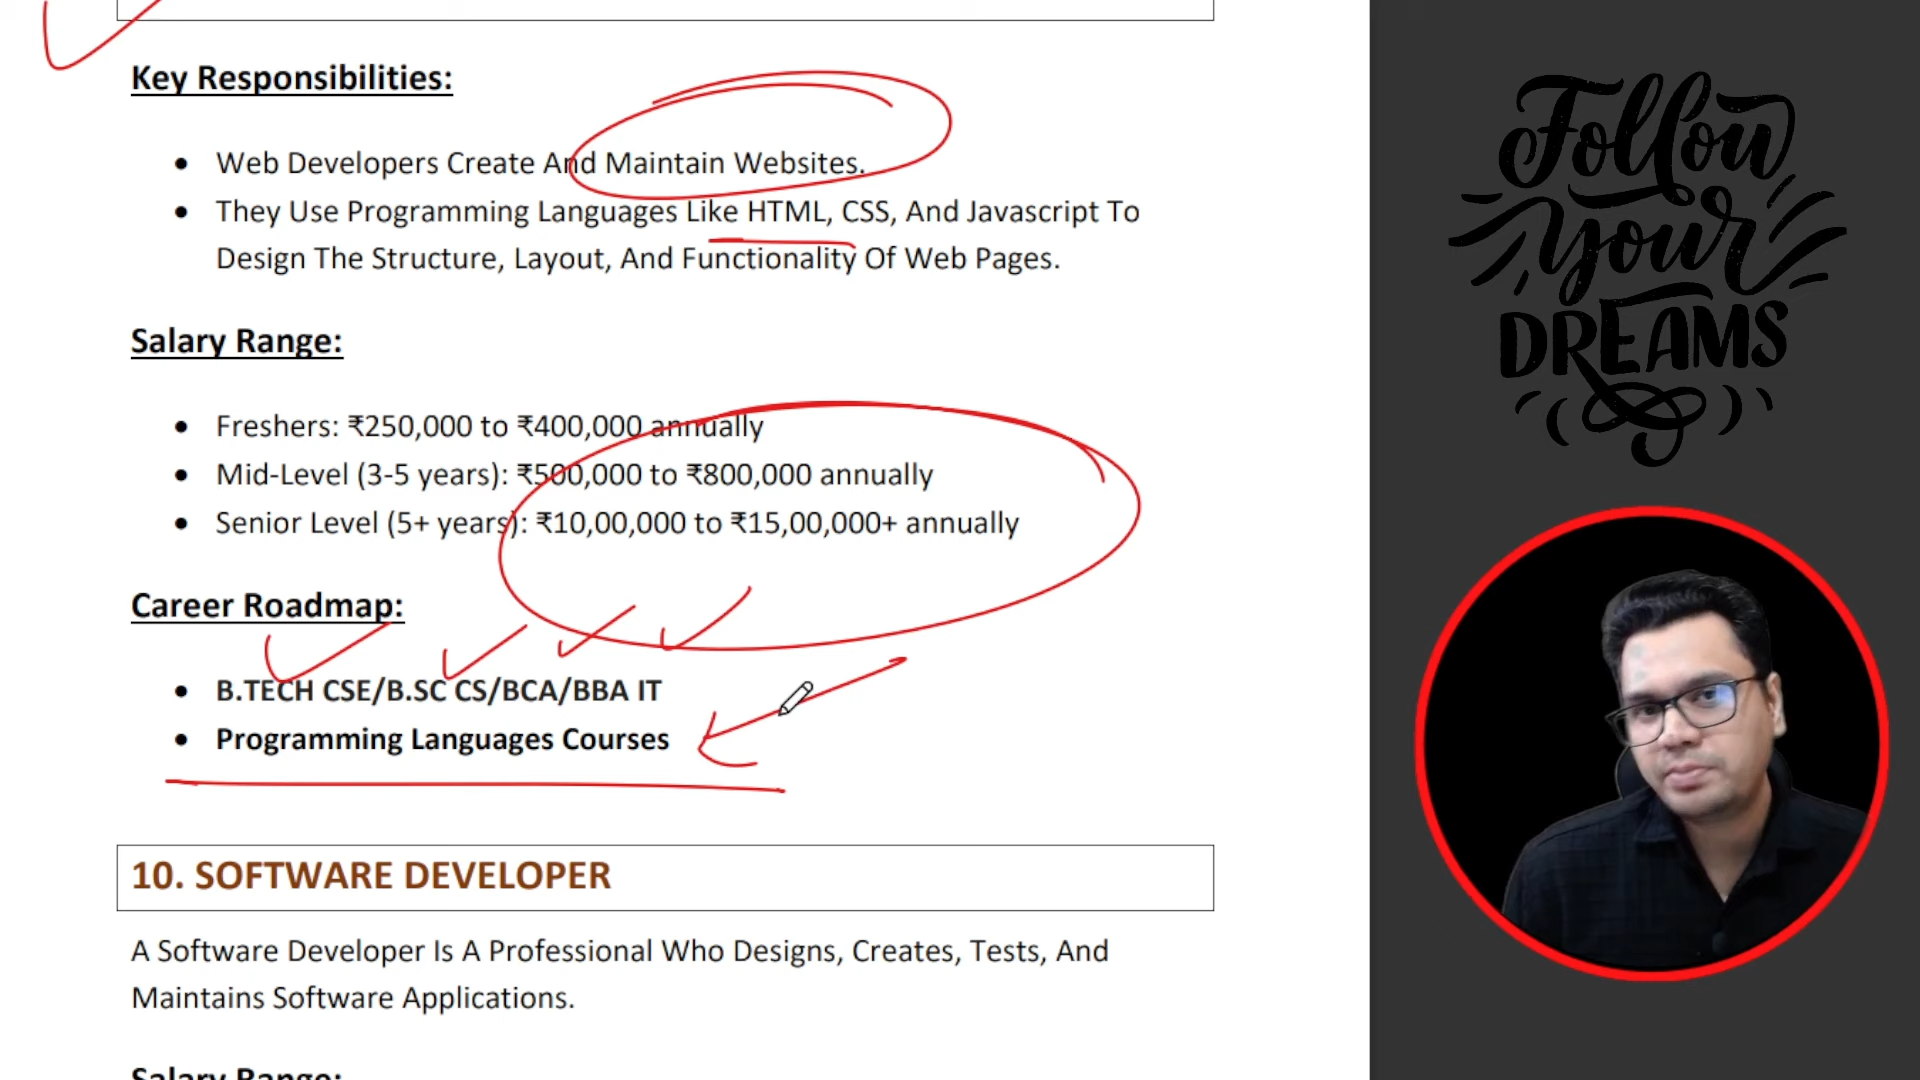 Key Responsibilities:
• Web Developers Create And Maintain Websites.
• They Use Programming Languages Like HTML, CSS, And Javascript To
Design The Structure, Layout, And Functionality Of Web Pages.
Salary Range:
• Freshers: ₹250,000 to ₹400,000 annually
• Mid-Level (3-5 years): ₹500,000 to ₹800,000 annually
• Senior Level (5+ years): ₹10,00,000 to ₹15,00,000+ annually
Career Roadmap:
• B.TECH CSE/B.SC CS/BCA/BBA IT
• Programming Languages Courses
10. SOFTWARE DEVELOPER
A Software Developer Is A Professional Who Designs, Creates, Tests, And
Maintains Software Applications.
Salary Range:
Follow
your
DREAMS